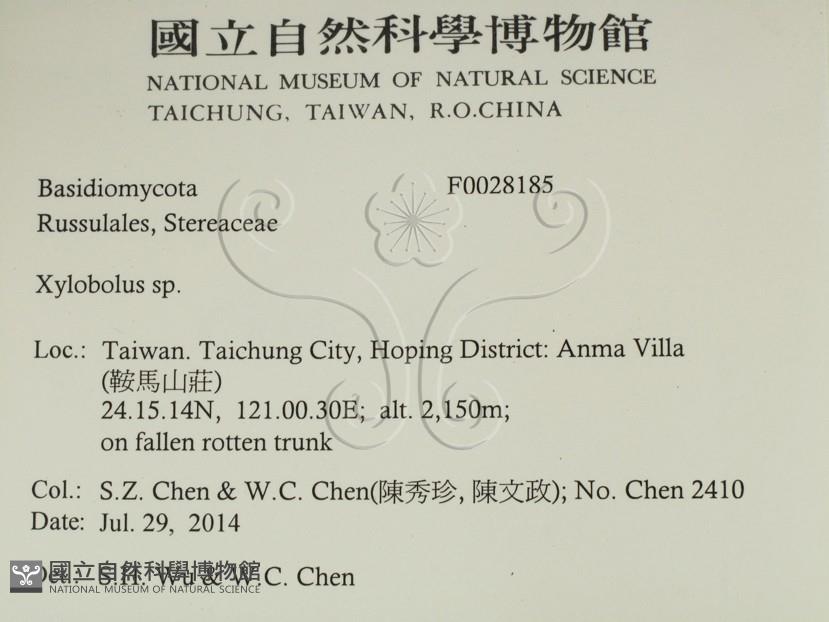 國立自然科學博物館
NATIONAL MUSEUM OF NATURAL SCIENCE
TAICHUNG, TAIWAN, R.O.CHINA
Basidiomycota F0028185
Russulales, Stereaceae
Xylobolus sp.
Loc.: Taiwan. Taichung City, Hoping District: Anma Villa
(鞍馬山莊)
24.15.14N, 121.00.30E; alt. 2,150m;
on fallen rotten trunk
Col.: S.Z. Chen & W.C. Chen(陳秀珍, 陳文政); No. Chen 2410
Date: Jul. 29, 2014
Det.: S.H. Wu & W.C. Chen
國立自然科學博物館
NATIONAL MUSEUM OF NATURAL SCIENCE